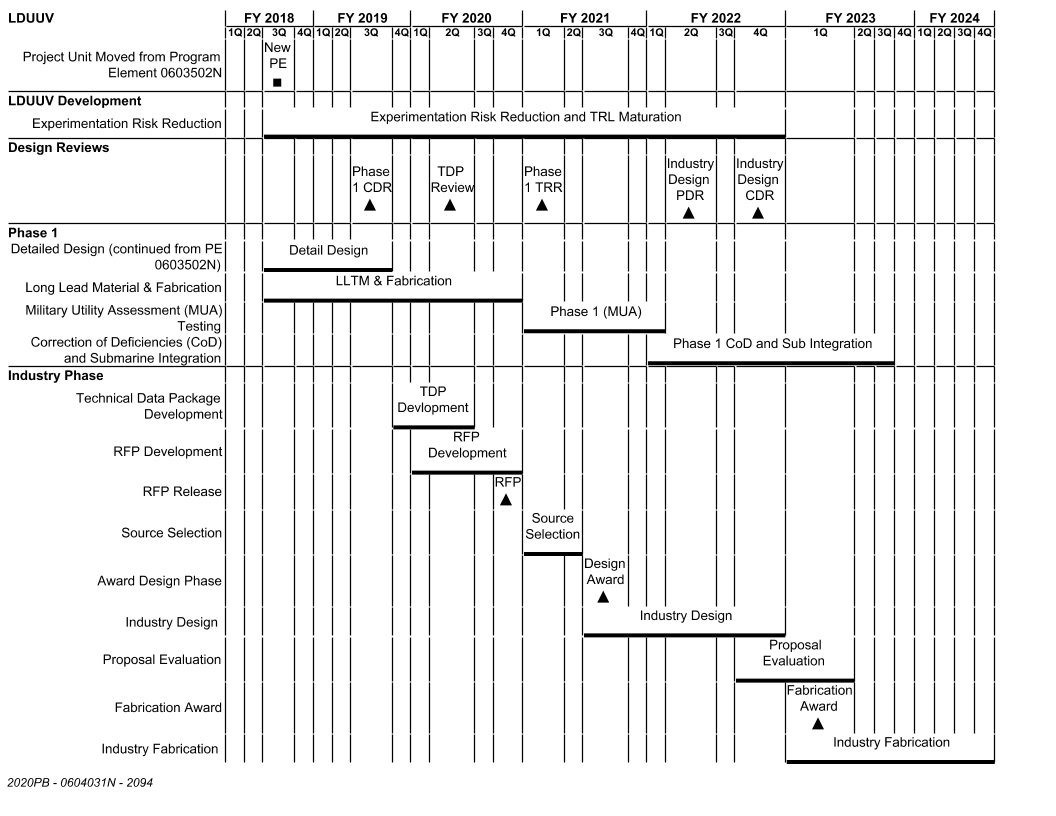 LDUUV
FY 2018 FY 2019 FY 2020 FY 2021 FY 2022 FY 2023 FY 2024
1Q 2Q 3Q 4Q 1Q 2Q 3Q 4Q 1Q 2Q 3Q 4Q 1Q 2Q 3Q 4Q 1Q 2Q 3Q 4Q 1Q 2Q 3Q 4Q 1Q 2Q 3Q 4Q
Project Unit Moved from Program
Element 0603502N
New
PE
LDUUV Development
Experimentation Risk Reduction
Experimentation Risk Reduction and TRL Maturation
Design Reviews
Phase
1 CDR
TDP
Review
Phase
1 TRR
Industry
Design
PDR
Industry
Design
CDR
Phase 1
Detailed Design (continued from PE
0603502N)
Detail Design
Long Lead Material & Fabrication
LLTM & Fabrication
Military Utility Assessment (MUA)
Testing
Phase 1 (MUA)
Correction of Deficiencies (CoD)
and Submarine Integration
Phase 1 CoD and Sub Integration
Industry Phase
Technical Data Package
Development
TDP
Devlopment
RFP Development
RFP
Development
RFP Release
RFP
Source Selection
Source
Selection
Award Design Phase
Design
Award
Industry Design
Industry Design
Proposal Evaluation
Proposal
Evaluation
Fabrication Award
Fabrication
Award
Industry Fabrication
Industry Fabrication
2020PB - 0604031N - 2094